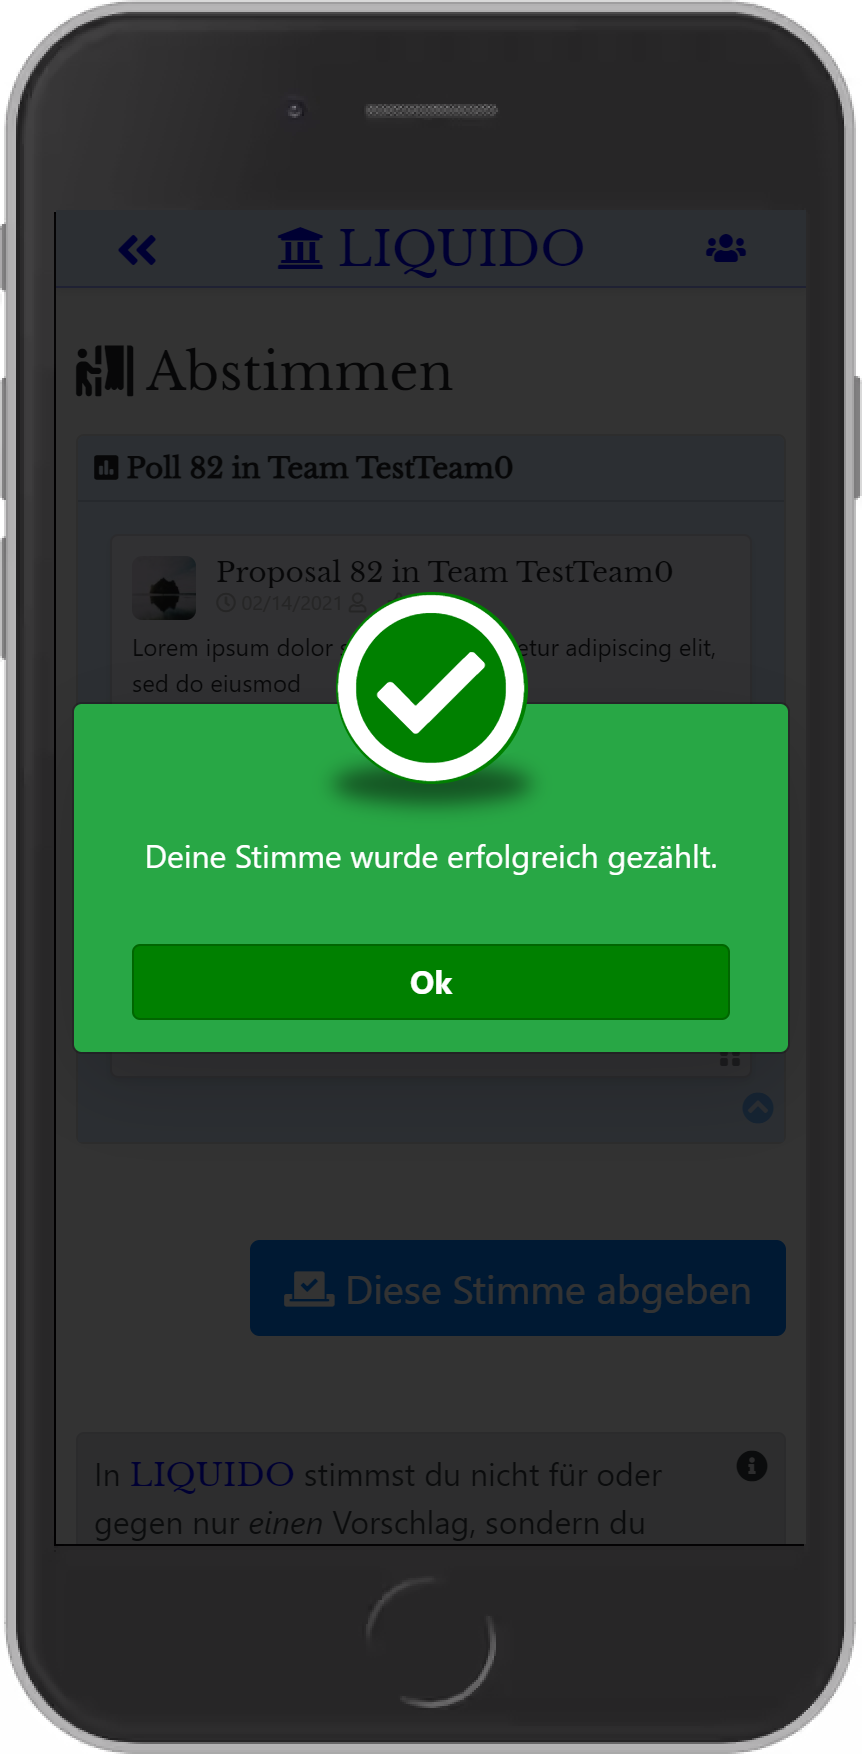 LIQUIDO
Abstimmen
Poll 82 in Team TestTeam0
Proposal 82 in Team TestTeam0
02/14/2021
Lorem ipsum dolor etur adipiscing elit,
sed do eiusmod
Deine Stimme wurde erfolgreich gezählt.
Ok
Diese Stimme abgeben
In LIQUIDO stimmst du nicht für oder
gegen nur einen Vorschlag, sondern du